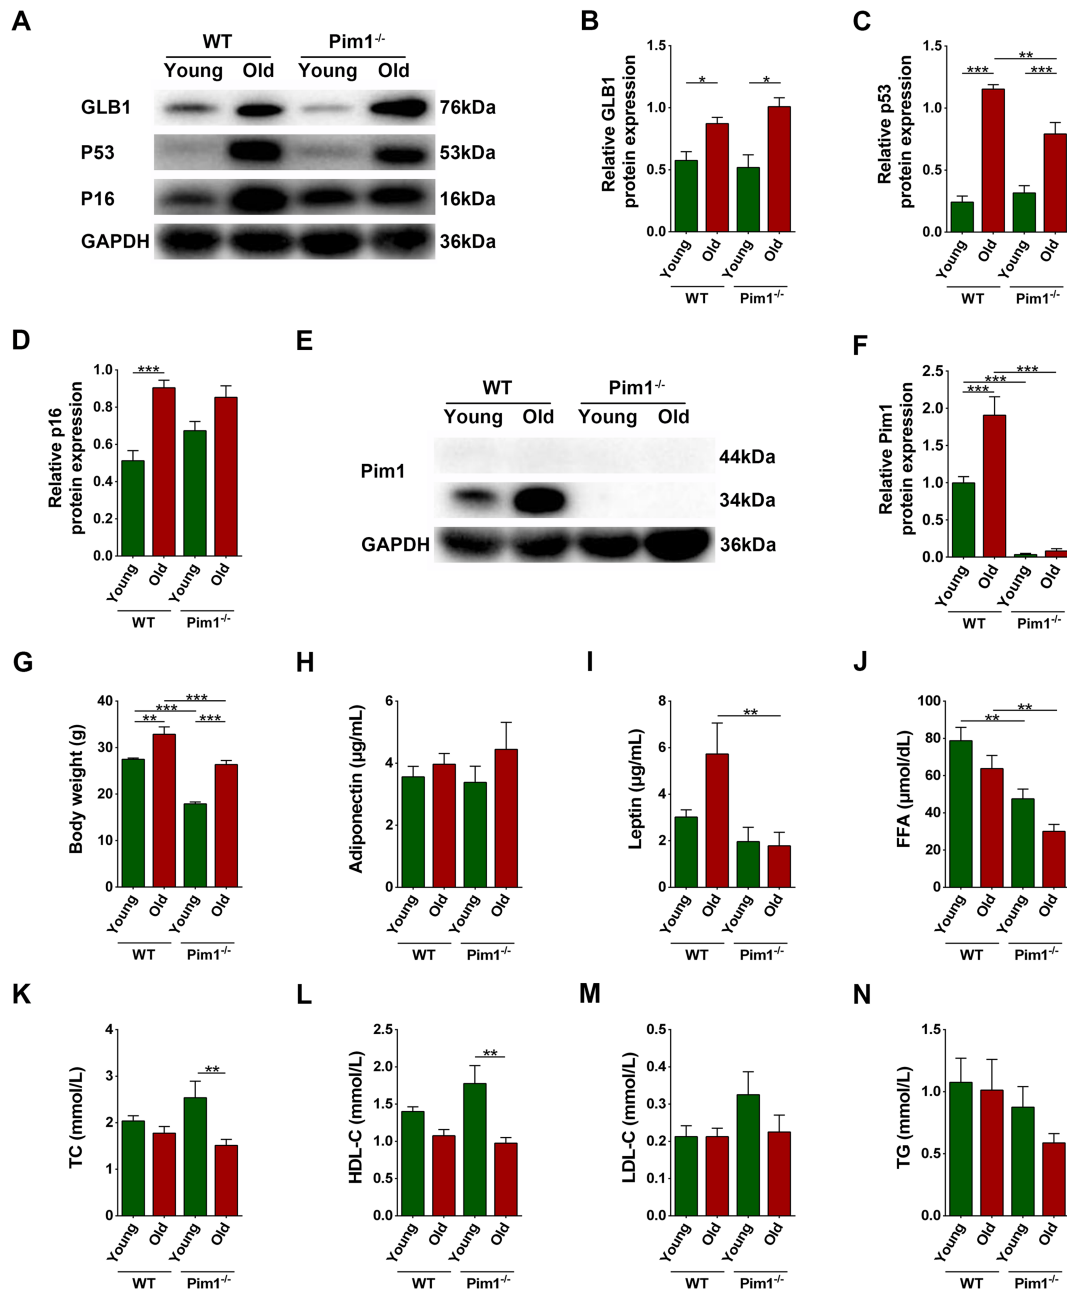 A
WT Pim1-/-
Young Old Young Old
GLB1 76kDa
P53 53kDa
P16 16kDa
GAPDH 36kDa
B
Relative GLB1
protein expression
1.5
1.0
0.5
0.0
* *
Young Old Young Old
WT Pim1-/-
C
Relative p53
protein expression
1.5
1.0
0.5
0.0
**
*** ***
Young Old Young Old
WT Pim1-/-
D
Relative p16
protein expression
1.0
0.8
0.6
0.4
0.2
0.0
***
Young Old Young Old
WT Pim1-/-
E
WT Pim1-/-
Young Old Young Old
Pim1
44kDa
34kDa
GAPDH 36kDa
F
Relative Pim1
protein expression
2.5
2.0
1.5
1.0
0.5
0.0
***
***
***
Young Old Young Old
WT Pim1-/-
G
Body weight (g)
40
30
20
10
0
***
***
** ***
Young Old Young Old
WT Pim1-/-
H
Adiponectin (µg/mL)
6
4
2
0
Young Old Young Old
WT Pim1-/-
I
Leptin (µg/mL)
8
6
4
2
0
**
Young Old Young Old
WT Pim1-/-
J
FFA (µmol/dL)
100
80
60
40
20
0
**
**
Young Old Young Old
WT Pim1-/-
K
TC (mmol/L)
4
3
2
1
0
**
Young Old Young Old
WT Pim1-/-
L
HDL-C (mmol/L)
2.5
2.0
1.5
1.0
0.5
0.0
**
Young Old Young Old
WT Pim1-/-
M
LDL-C (mmol/L)
0.5
0.4
0.3
0.2
0.1
0.0
Young Old Young Old
WT Pim1-/-
N
TG (mmol/L)
1.5
1.0
0.5
0.0
Young Old Young Old
WT Pim1-/-